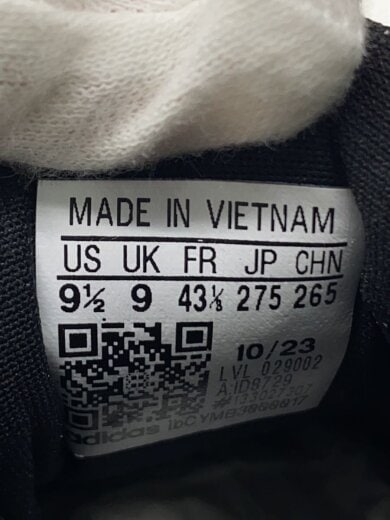 MADE IN VIETNAM
US UK FR JP CHN
9½ 9 43⅓ 275 265
10/23
LVL 029002
adidas